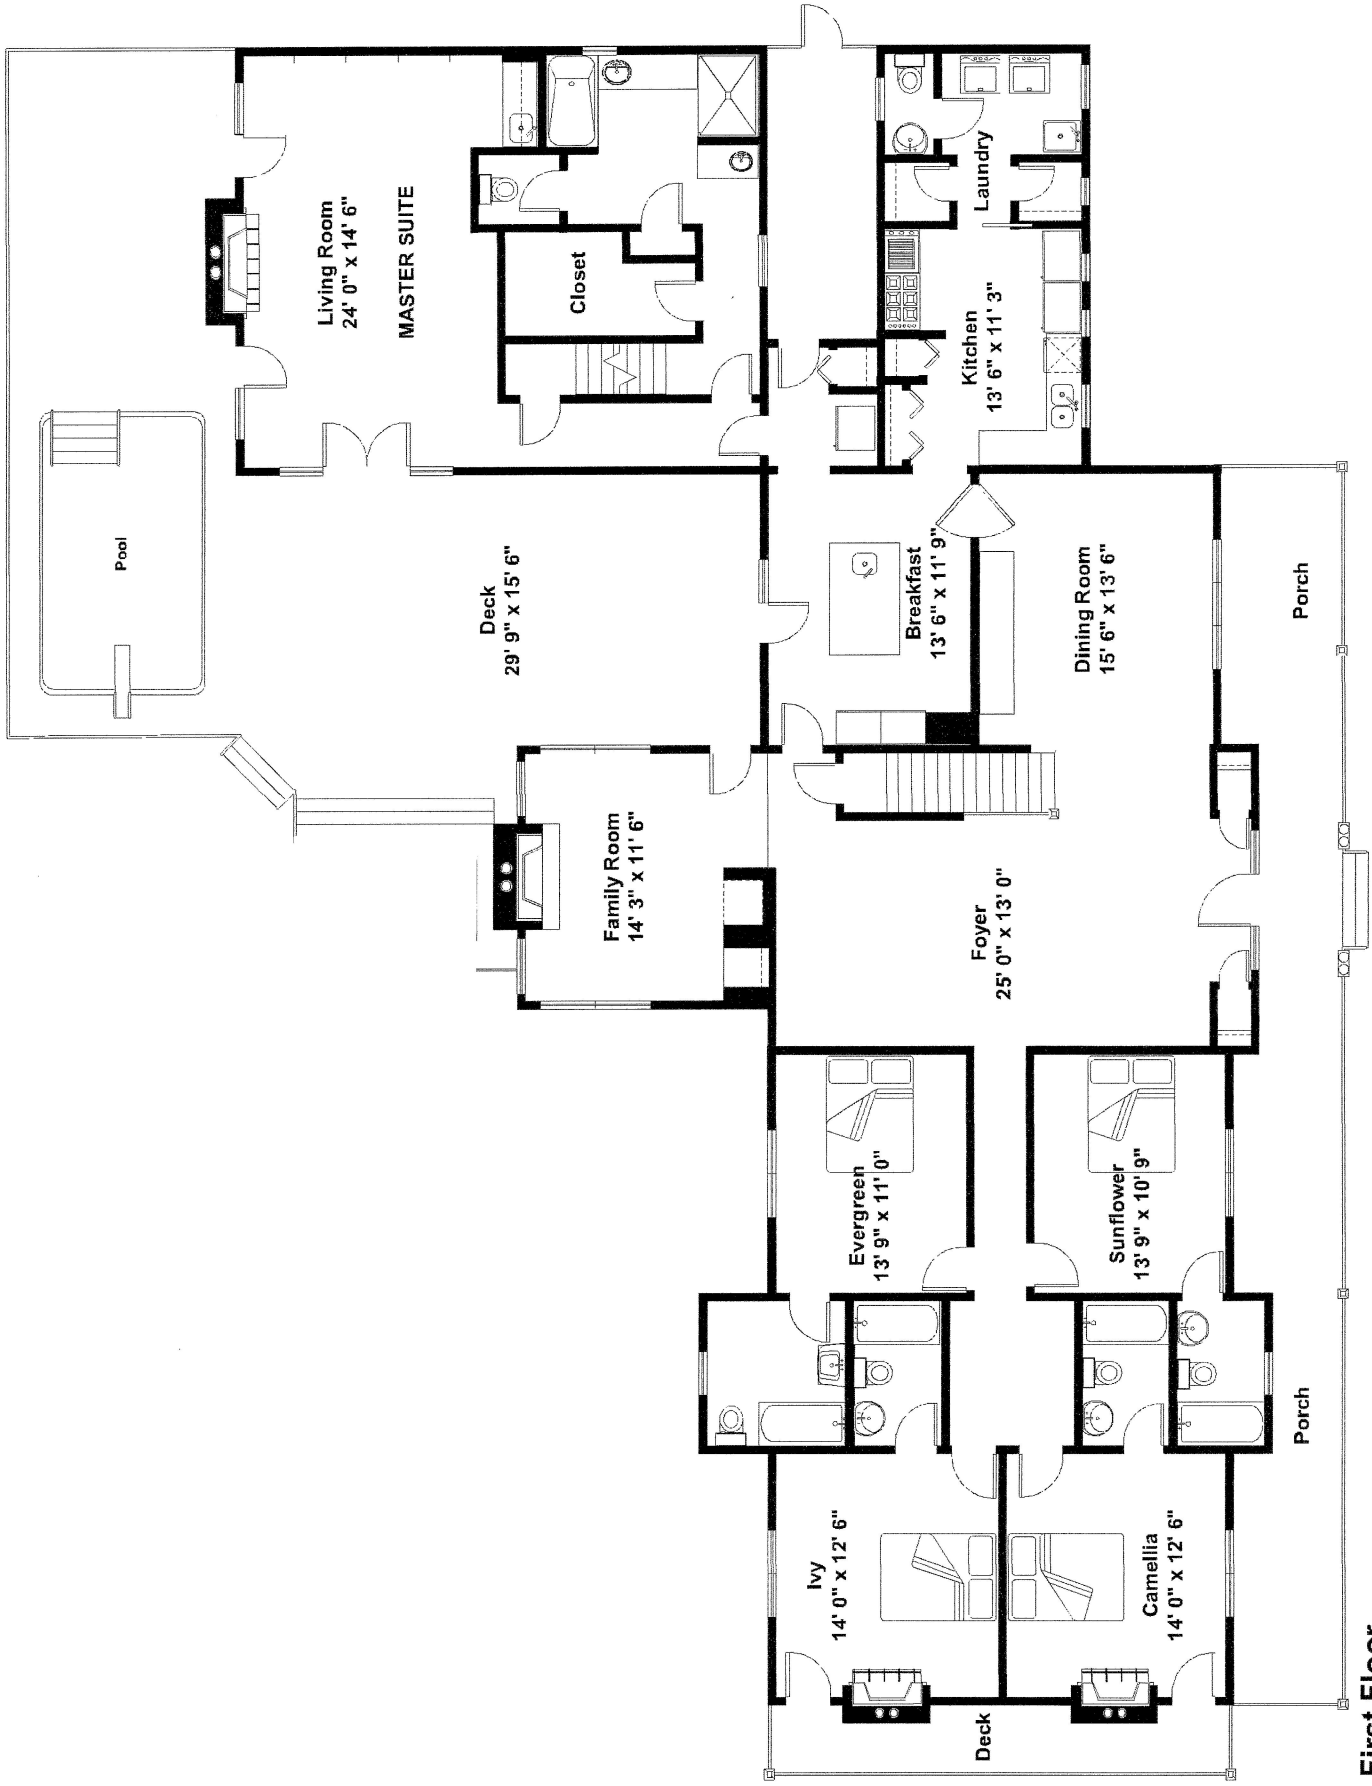 Pool
Living Room
24' 0" x 14' 6"
MASTER SUITE
Closet
Laundry
Kitchen
13' 6" x 11' 3"
Deck
29' 9" x 15' 6"
Breakfast
13' 6" x 11' 9"
Dining Room
15' 6" x 13' 6"
Porch
Family Room
14' 3" x 11' 6"
Foyer
25' 0" x 13' 0"
Evergreen
13' 9" x 11' 0"
Sunflower
13' 9" x 10' 9"
Porch
Ivy
14' 0" x 12' 6"
Camellia
14' 0" x 12' 6"
Deck
First Floor